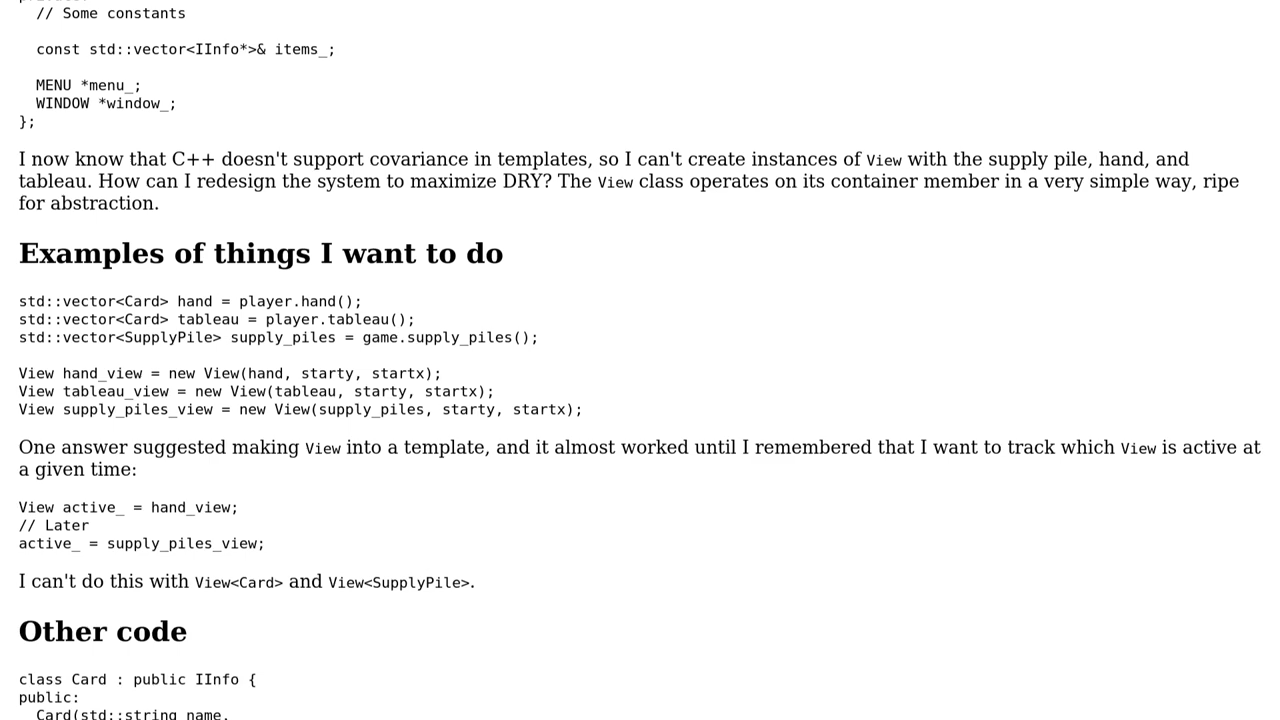 // Some constants
const std::vector<IInfo*>& items_;
MENU *menu_;
WINDOW *window_;
};
I now know that C++ doesn't support covariance in templates, so I can't create instances of View with the supply pile, hand, and
tableau. How can I redesign the system to maximize DRY? The View class operates on its container member in a very simple way, ripe
for abstraction.
Examples of things I want to do
std::vector<Card> hand = player.hand();
std::vector<Card> tableau = player.tableau();
std::vector<SupplyPile> supply_piles = game.supply_piles();
View hand_view = new View(hand, starty, startx);
View tableau_view = new View(tableau, starty, startx);
View supply_piles_view = new View(supply_piles, starty, startx);
One answer suggested making View into a template, and it almost worked until I remembered that I want to track which View is active at
a given time:
View active_ = hand_view;
// Later
active_ = supply_piles_view;
I can't do this with View<Card> and View<SupplyPile>.
Other code
class Card : public IInfo {
public:
Card(std::string name,